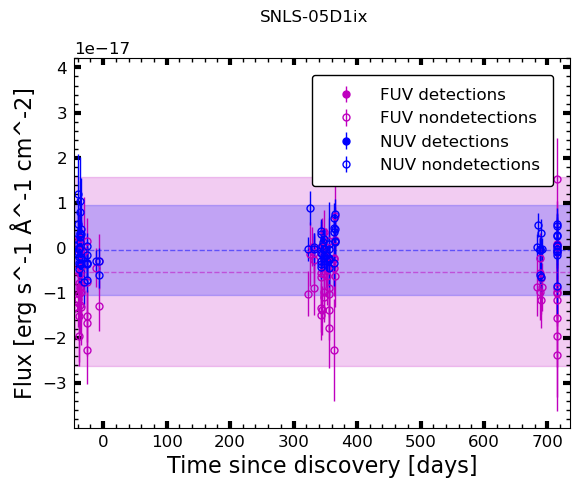 SNLS-05D1ix
1e−17
FUV detections
FUV nondetections
NUV detections
NUV nondetections
4
3
2
1
0
−1
−2
−3
Flux [erg s^-1 Å^-1 cm^-2]
0 100 200 300 400 500 600 700
Time since discovery [days]